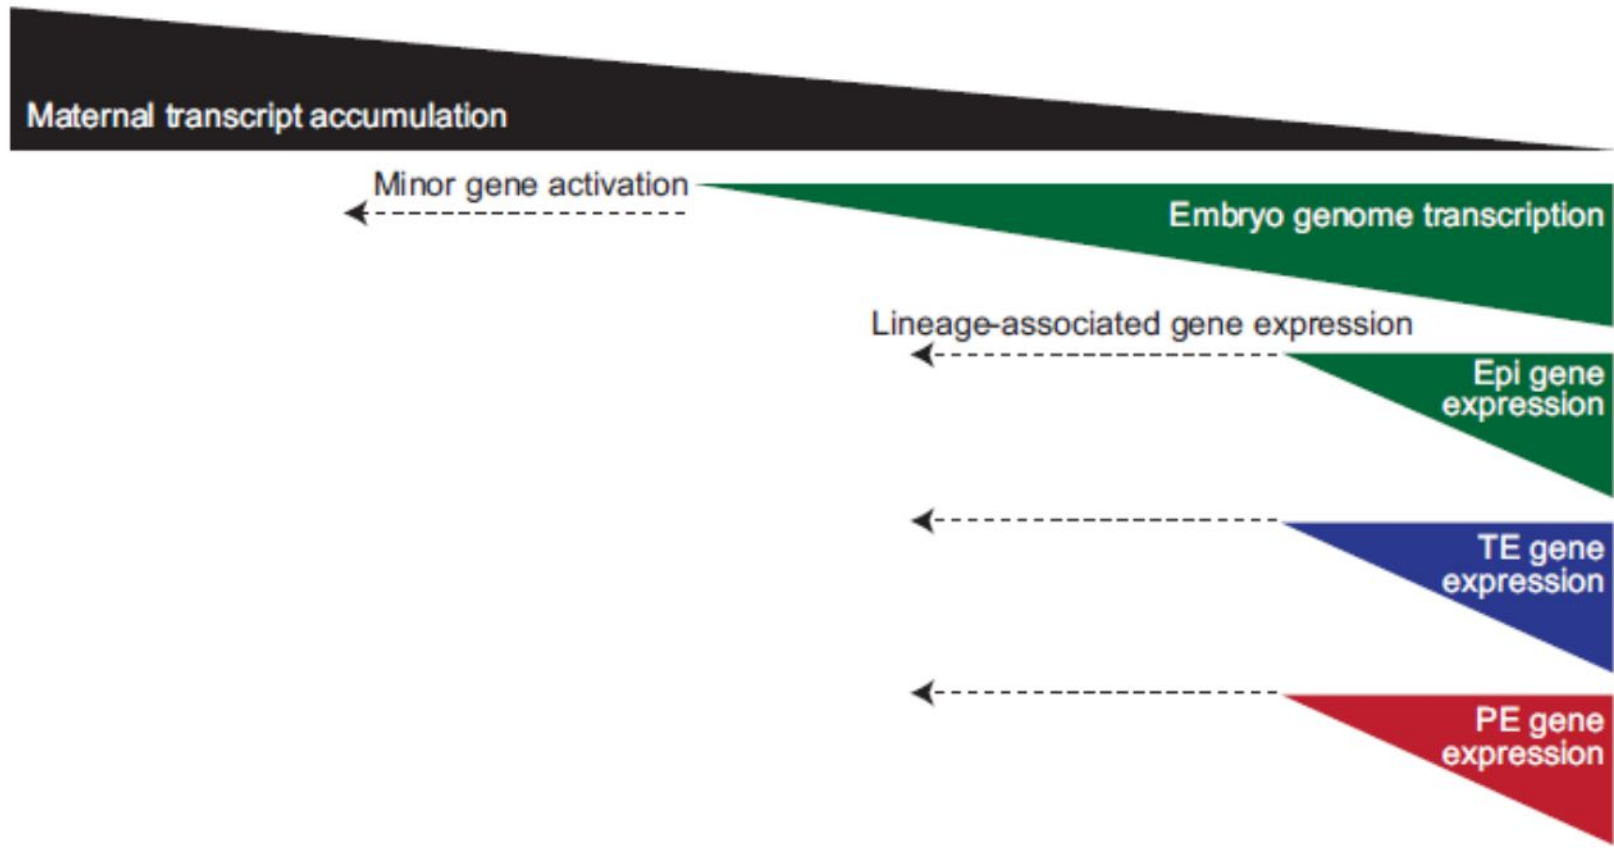 Maternal transcript accumulation
Minor gene activation
Embryo genome transcription
Lineage-associated gene expression
Epi gene
expression
TE gene
expression
PE gene
expression